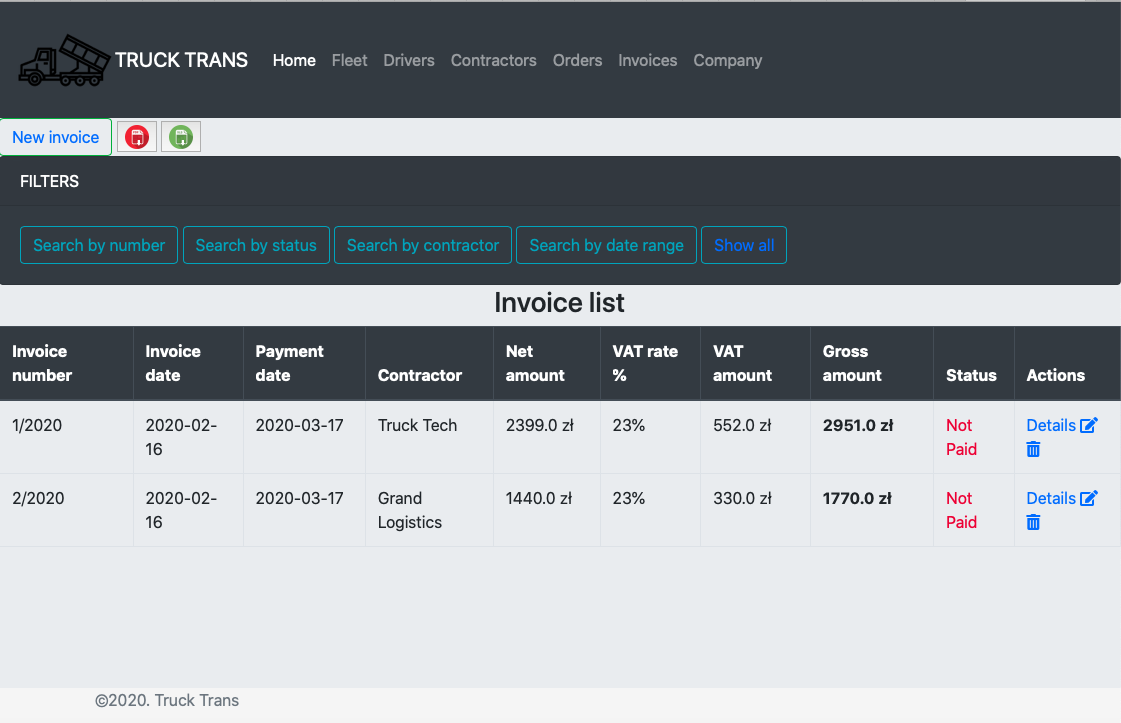 TRUCK TRANS Home Fleet Drivers Contractors Orders Invoices Company
New invoice
FILTERS
Search by number Search by status Search by contractor Search by date range Show all
Invoice list
Invoice number Invoice date Payment date Contractor Net amount VAT rate % VAT amount Gross amount Status Actions
1/2020 2020-02-16 2020-03-17 Truck Tech 2399.0 zł 23% 552.0 zł 2951.0 zł Not Paid Details
2/2020 2020-02-16 2020-03-17 Grand Logistics 1440.0 zł 23% 330.0 zł 1770.0 zł Not Paid Details
©2020. Truck Trans